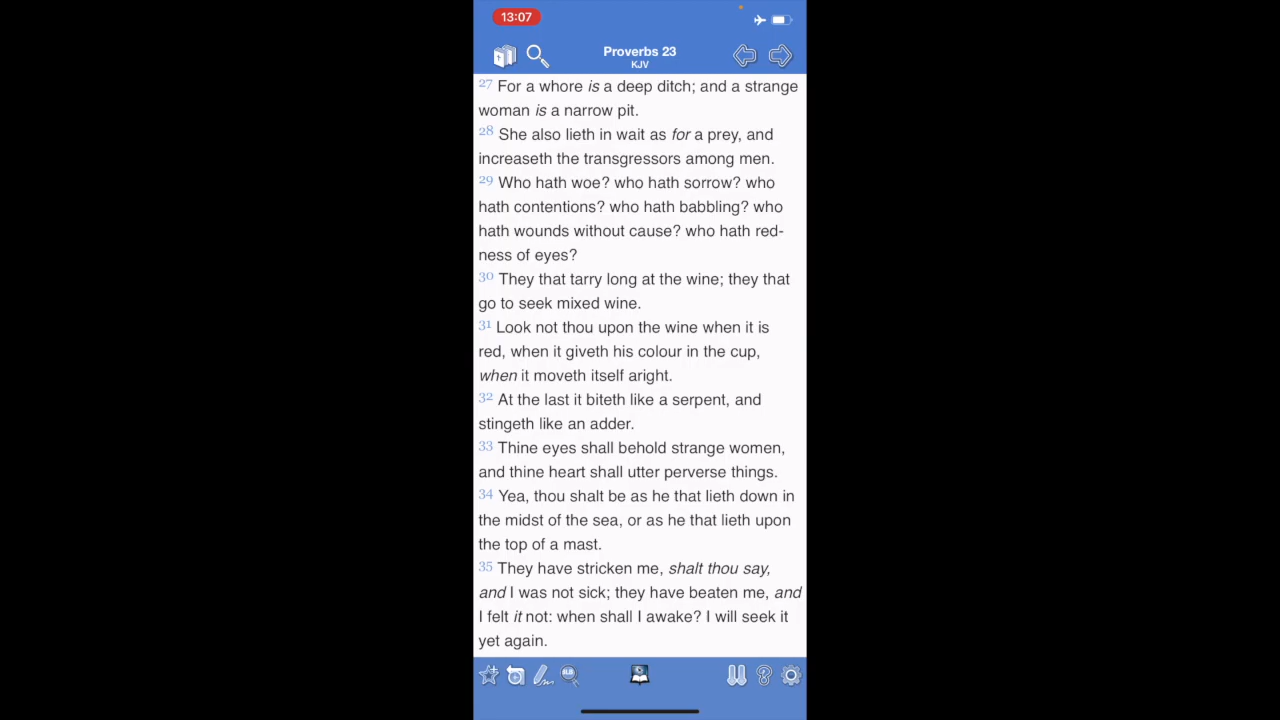 13:07
Proverbs 23
KJV
27 For a whore is a deep ditch; and a strange
woman is a narrow pit.
28 She also lieth in wait as for a prey, and
increaseth the transgressors among men.
29 Who hath woe? who hath sorrow? who
hath contentions? who hath babbling? who
hath wounds without cause? who hath red-
ness of eyes?
30 They that tarry long at the wine; they that
go to seek mixed wine.
31 Look not thou upon the wine when it is
red, when it giveth his colour in the cup,
when it moveth itself aright.
32 At the last it biteth like a serpent, and
stingeth like an adder.
33 Thine eyes shall behold strange women,
and thine heart shall utter perverse things.
34 Yea, thou shalt be as he that lieth down in
the midst of the sea, or as he that lieth upon
the top of a mast.
35 They have stricken me, shalt thou say,
and I was not sick; they have beaten me, and
I felt it not: when shall I awake? I will seek it
yet again.